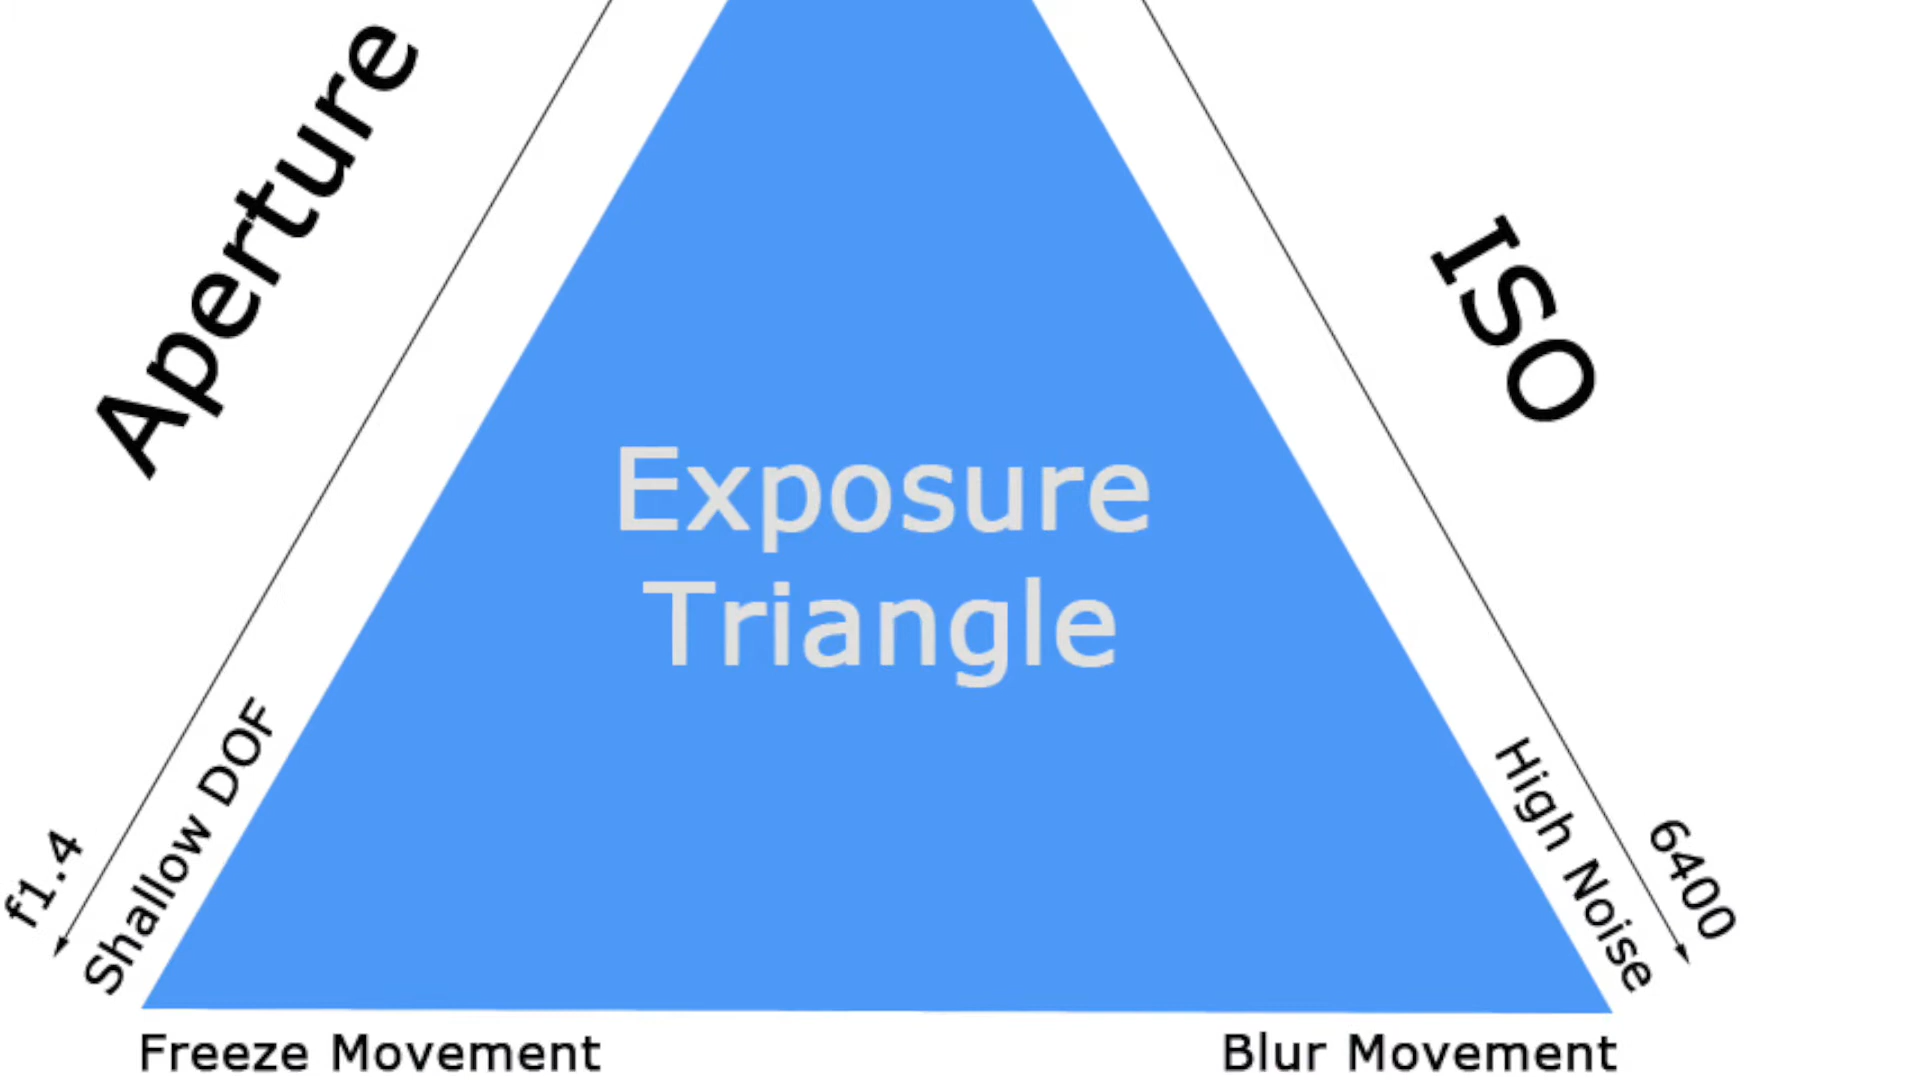 Aperture
ISO
Exposure
Triangle
Shallow DOF
f1.4
High Noise
6400
Freeze Movement
Blur Movement